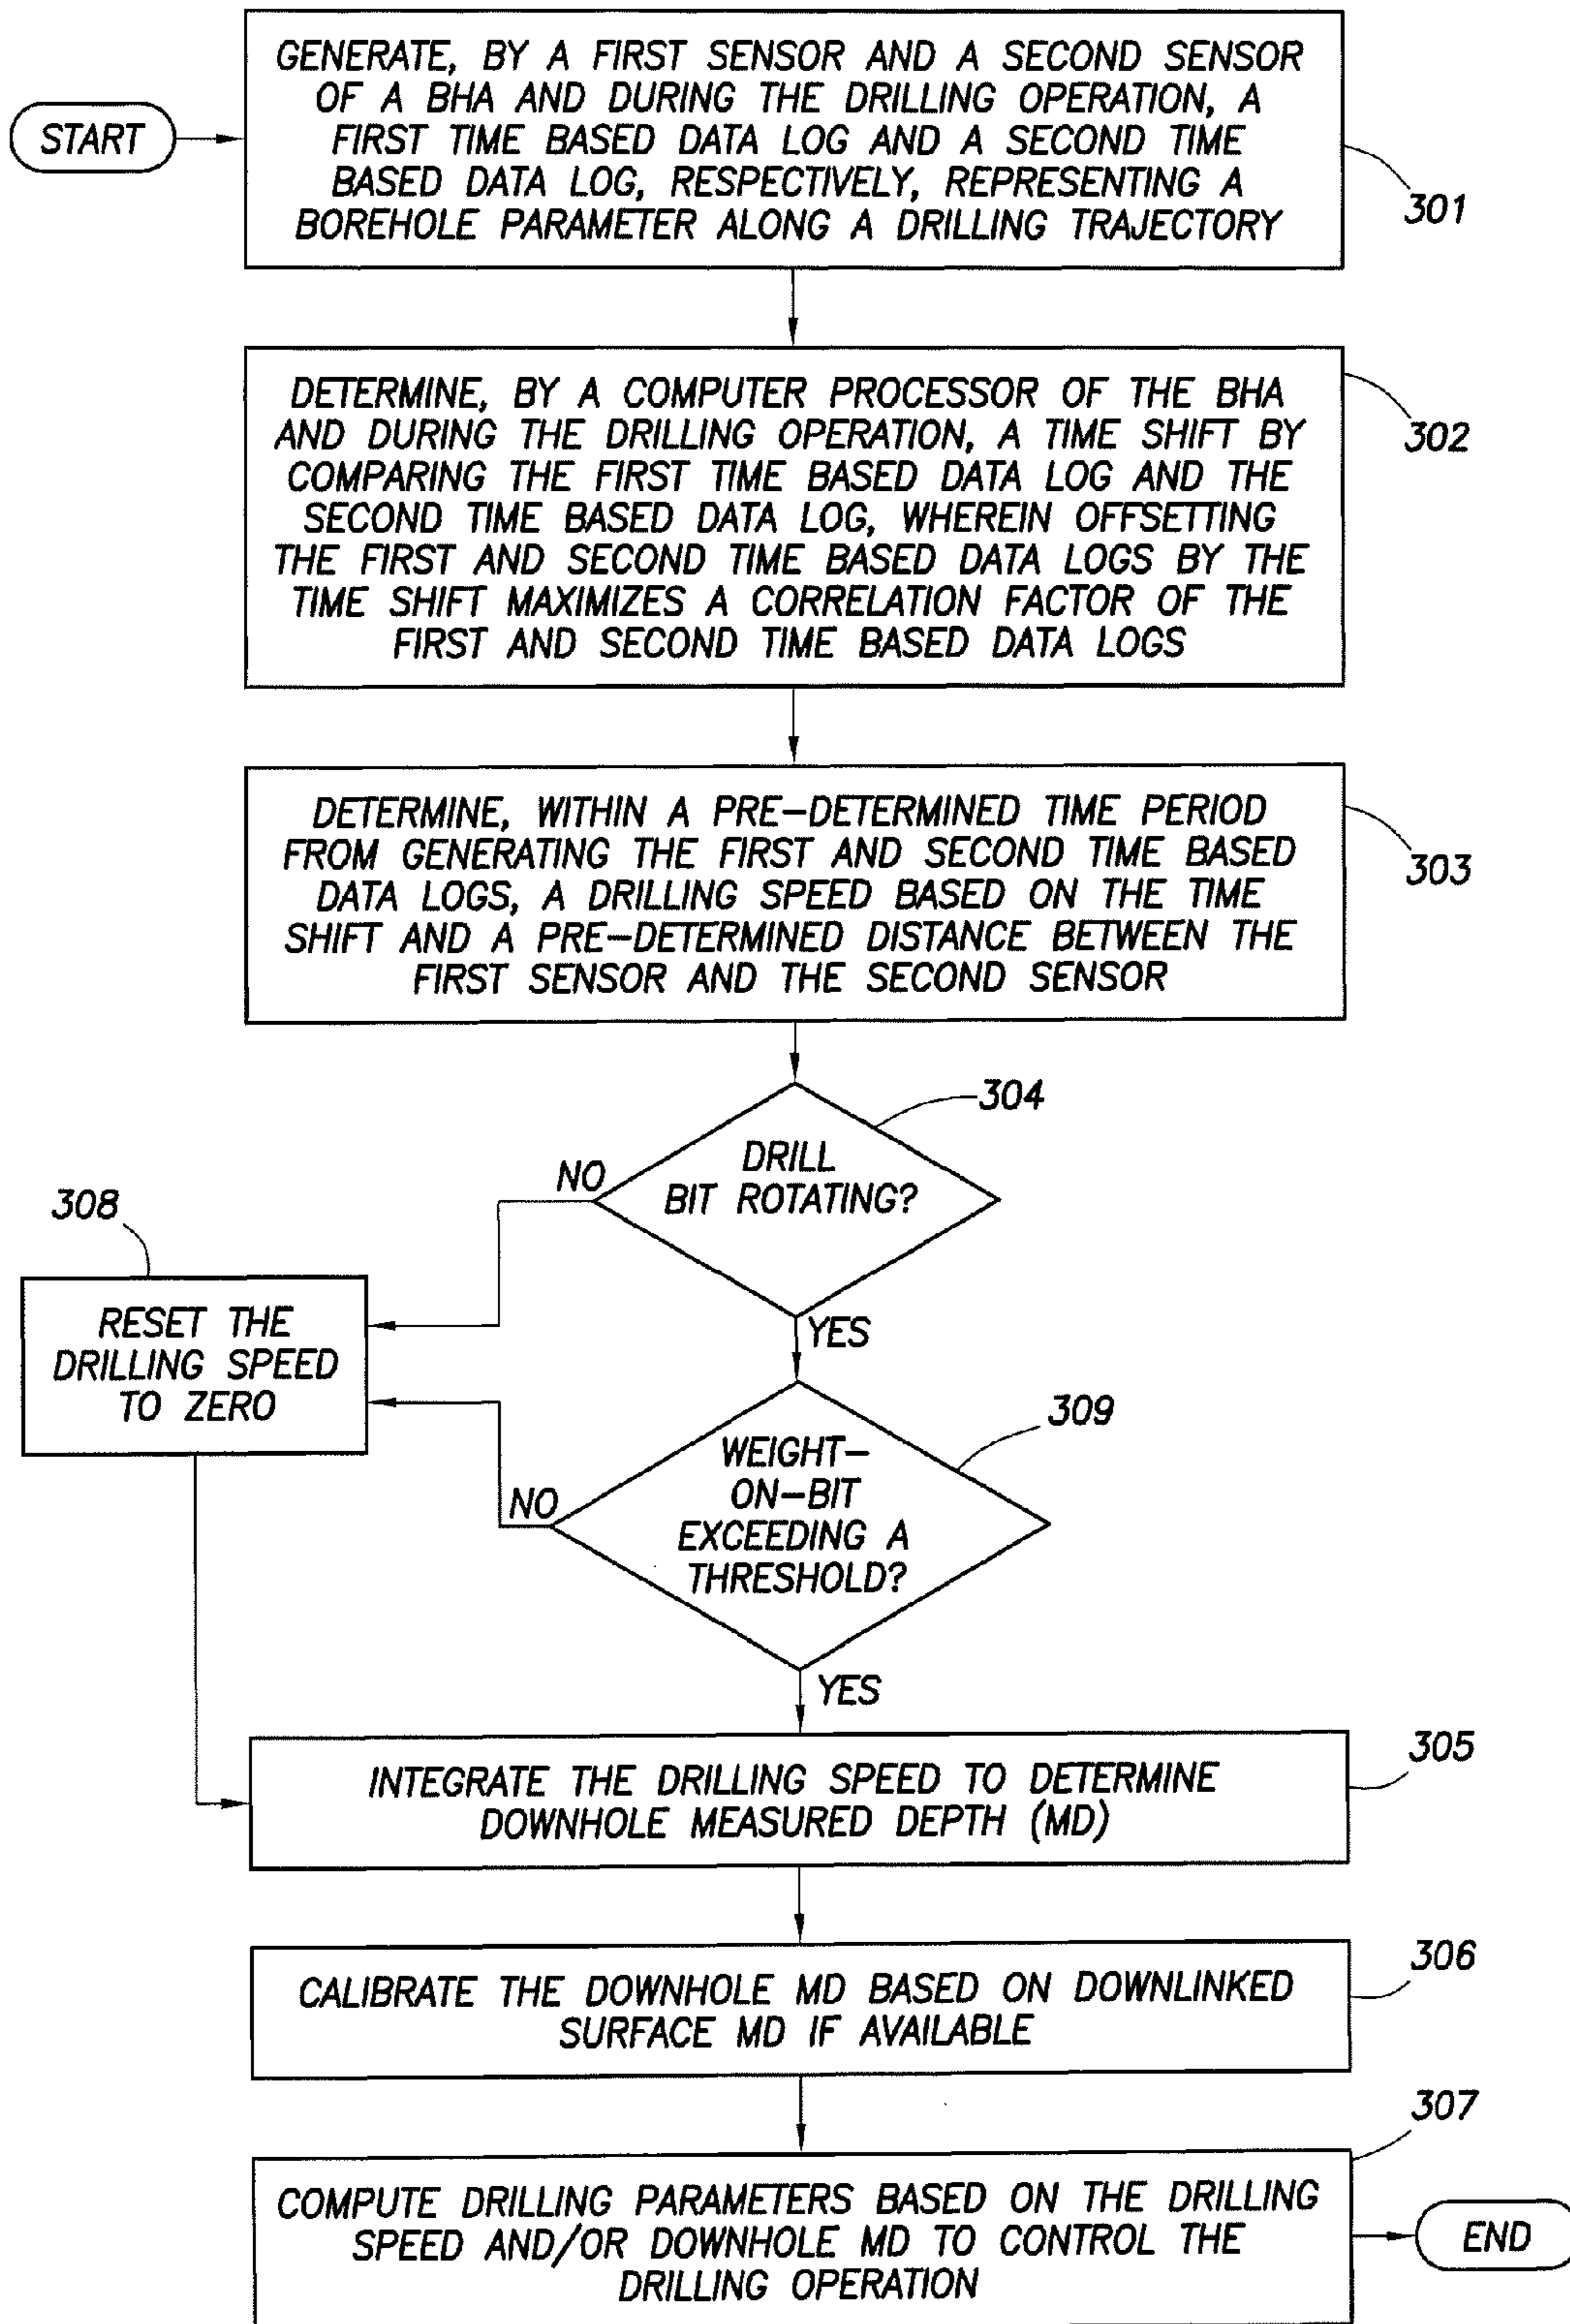 START
GENERATE, BY A FIRST SENSOR AND A SECOND SENSOR
OF A BHA AND DURING THE DRILLING OPERATION, A
FIRST TIME BASED DATA LOG AND A SECOND TIME
BASED DATA LOG, RESPECTIVELY, REPRESENTING A
BOREHOLE PARAMETER ALONG A DRILLING TRAJECTORY
301
DETERMINE, BY A COMPUTER PROCESSOR OF THE BHA
AND DURING THE DRILLING OPERATION, A TIME SHIFT BY
COMPARING THE FIRST TIME BASED DATA LOG AND THE
SECOND TIME BASED DATA LOG, WHEREIN OFFSETTING
THE FIRST AND SECOND TIME BASED DATA LOGS BY THE
TIME SHIFT MAXIMIZES A CORRELATION FACTOR OF THE
FIRST AND SECOND TIME BASED DATA LOGS
302
DETERMINE, WITHIN A PRE-DETERMINED TIME PERIOD
FROM GENERATING THE FIRST AND SECOND TIME BASED
DATA LOGS, A DRILLING SPEED BASED ON THE TIME
SHIFT AND A PRE-DETERMINED DISTANCE BETWEEN THE
FIRST SENSOR AND THE SECOND SENSOR
303
304
DRILL
BIT ROTATING?
NO
YES
308
RESET THE
DRILLING SPEED
TO ZERO
309
WEIGHT-
ON-BIT
EXCEEDING A
THRESHOLD?
NO
YES
305
INTEGRATE THE DRILLING SPEED TO DETERMINE
DOWNHOLE MEASURED DEPTH (MD)
306
CALIBRATE THE DOWNHOLE MD BASED ON DOWNLINKED
SURFACE MD IF AVAILABLE
307
COMPUTE DRILLING PARAMETERS BASED ON THE DRILLING
SPEED AND/OR DOWNHOLE MD TO CONTROL THE
DRILLING OPERATION
END